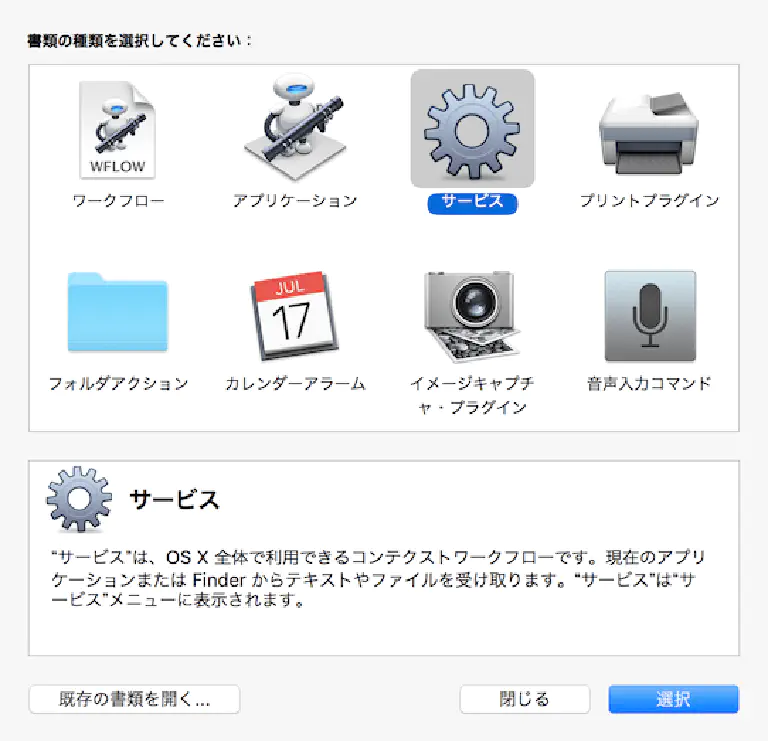 書類の種類を選択してください：
WFLOW
ワークフロー
アプリケーション
サービス
プリントプラグイン
フォルダアクション
JUL
17
カレンダーアラーム
イメージキャプチ
ャ・プラグイン
音声入力コマンド
サービス
“サービス”は、OS X 全体で利用できるコンテクストワークフローです。現在のアプリ
ケーションまたは Finder からテキストやファイルを受け取ります。“サービス”は“サ
ービス”メニューに表示されます。
既存の書類を開く...
閉じる
選択